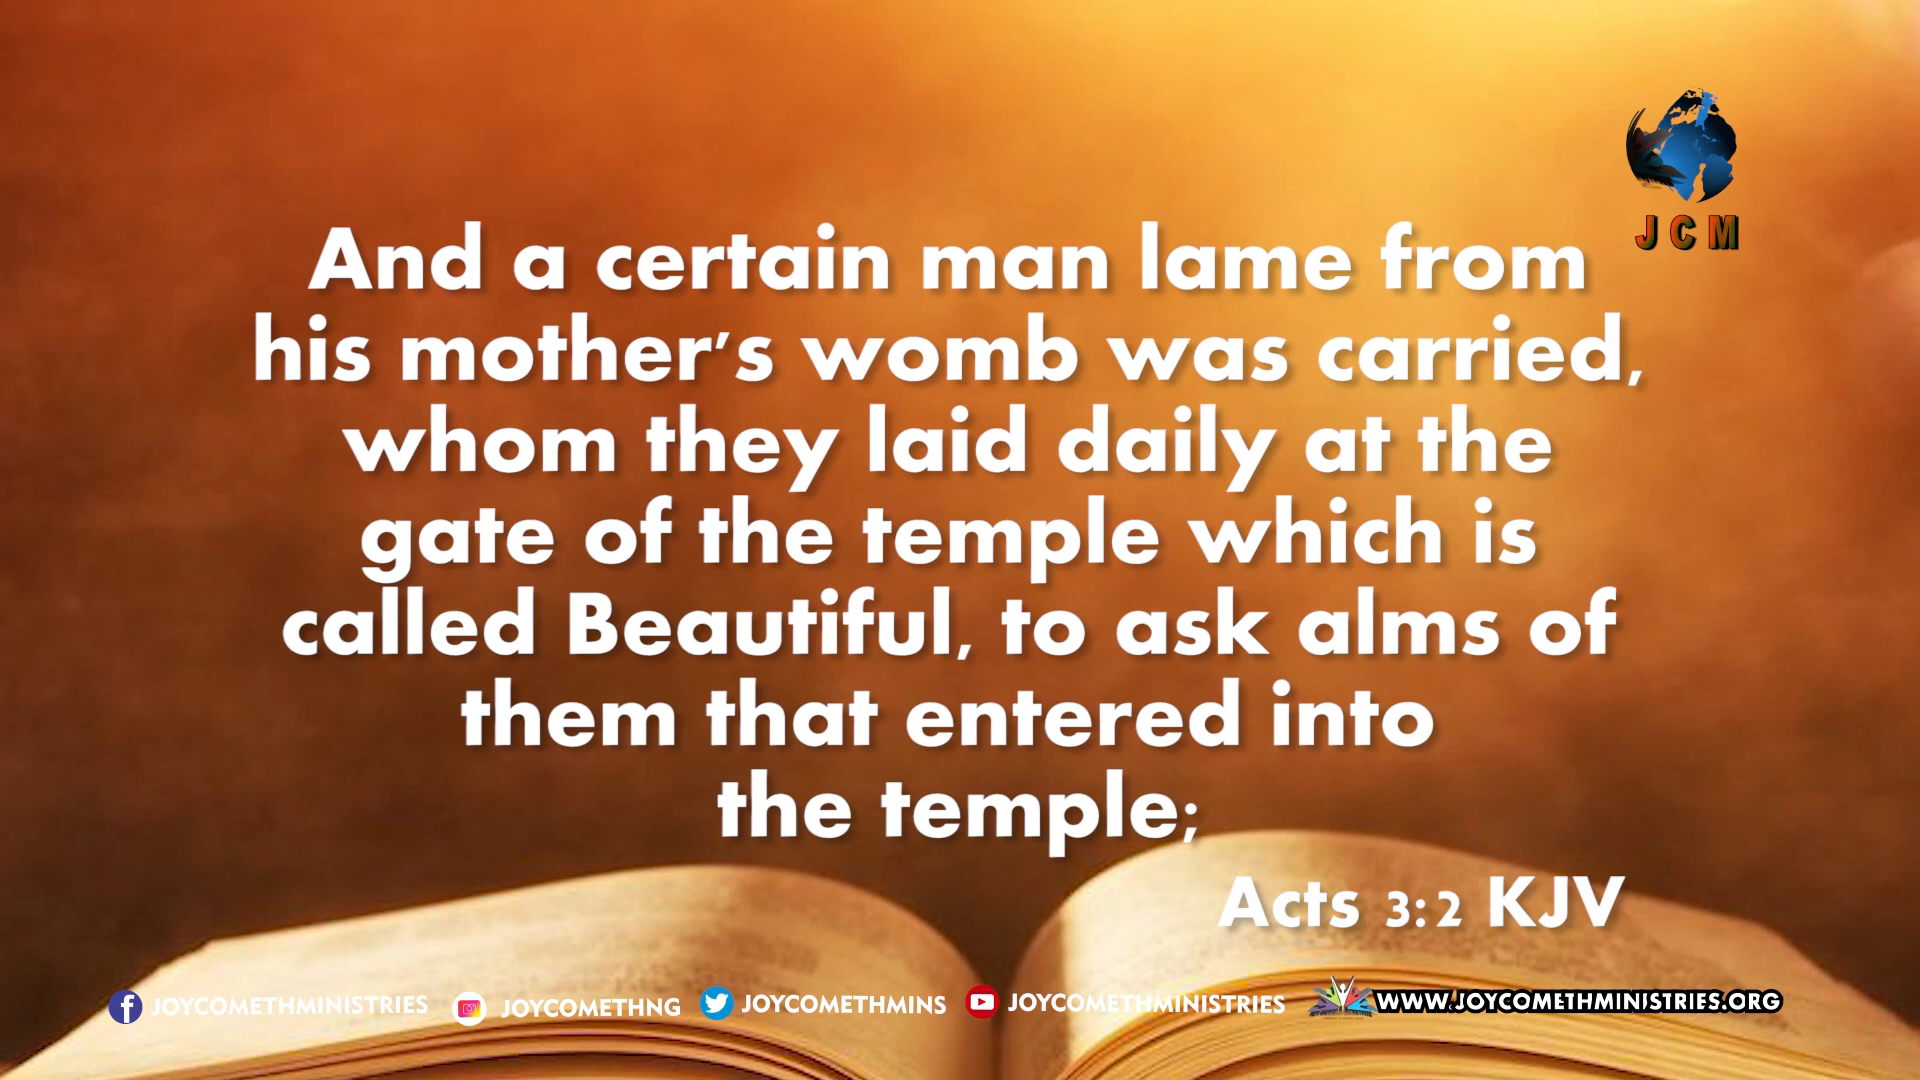 J C M
And a certain man lame from
his mother's womb was carried,
whom they laid daily at the
gate of the temple which is
called Beautiful, to ask alms of
them that entered into
the temple;
Acts 3:2 KJV
JOYCOMETHMINISTRIES JOYCOMETHNG JOYCOMETHMINS JOYCOMETHMINISTRIES WWW.JOYCOMETHMINISTRIES.ORG